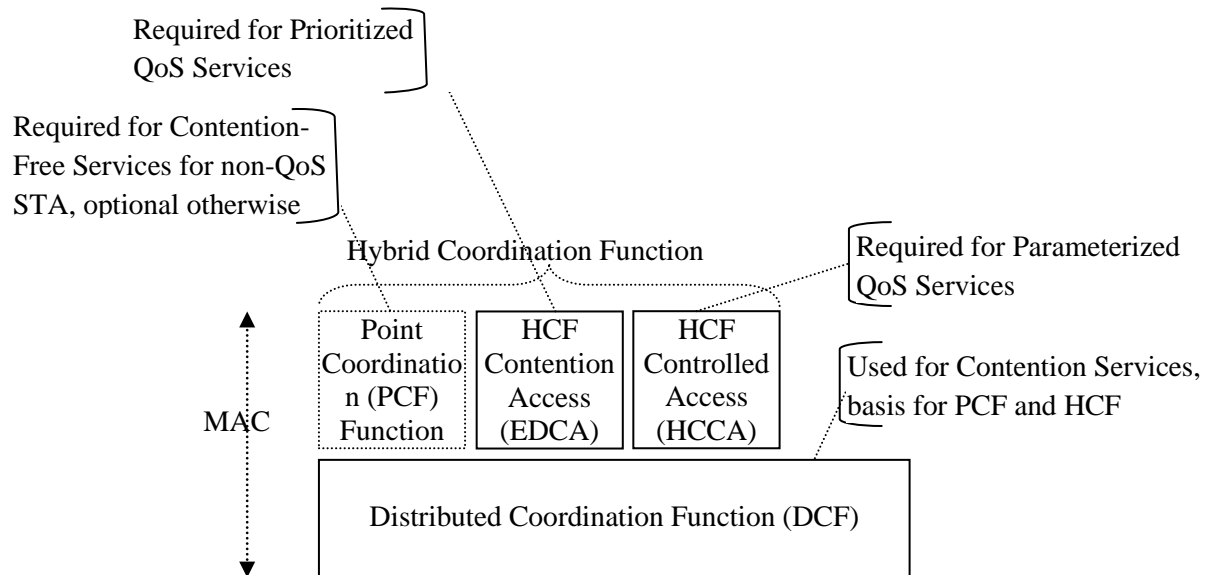 Required for Prioritized
QoS Services
Required for Contention-
Free Services for non-QoS
STA, optional otherwise
Hybrid Coordination Function
Required for Parameterized
QoS Services
Point
Coordinatio
n (PCF)
Function
HCF
Contention
Access
(EDCA)
HCF
Controlled
Access
(HCCA)
Used for Contention Services,
basis for PCF and HCF
MAC
Distributed Coordination Function (DCF)